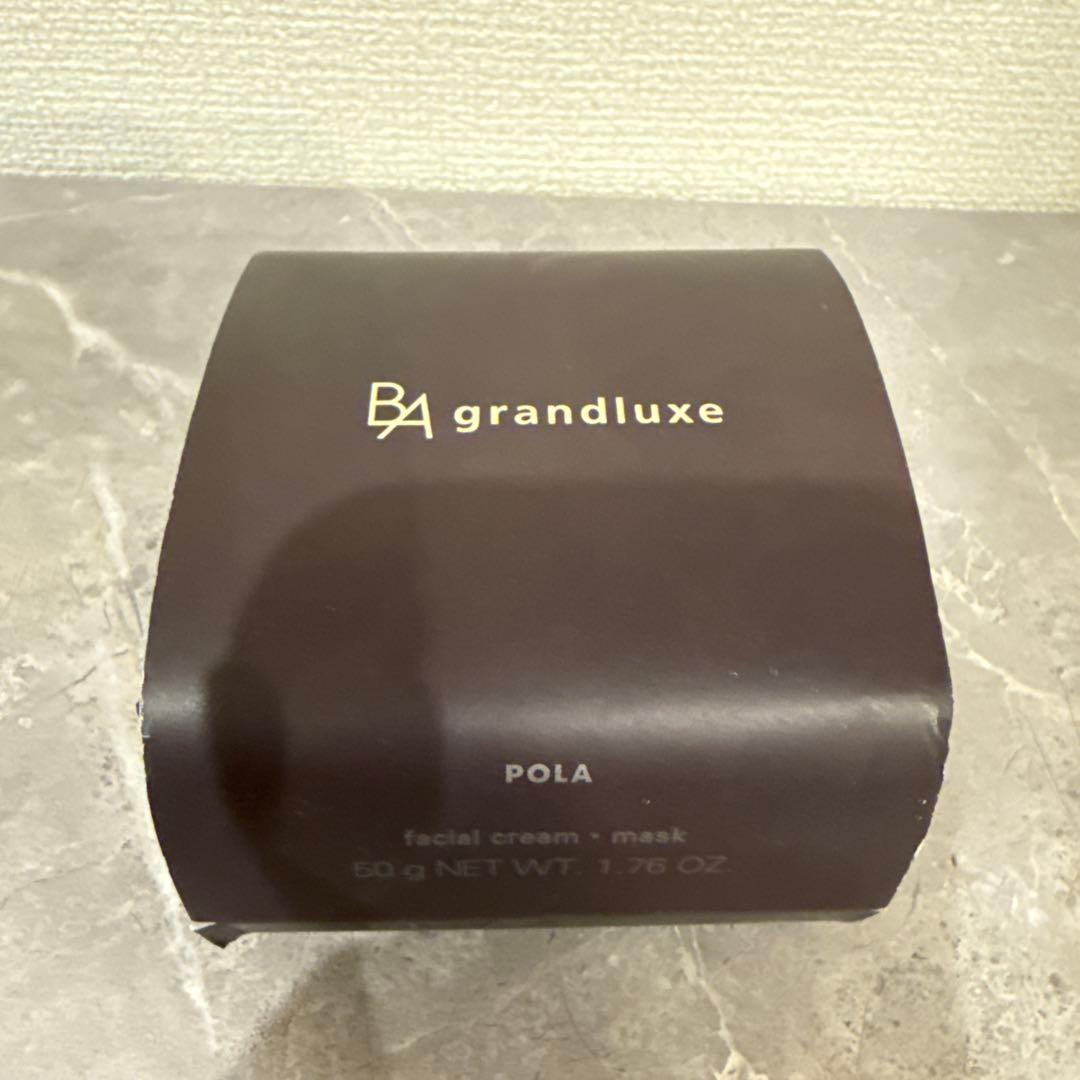 BA grandluxe
POLA
facial cream・mask
50 g NET WT. 1.76 OZ.